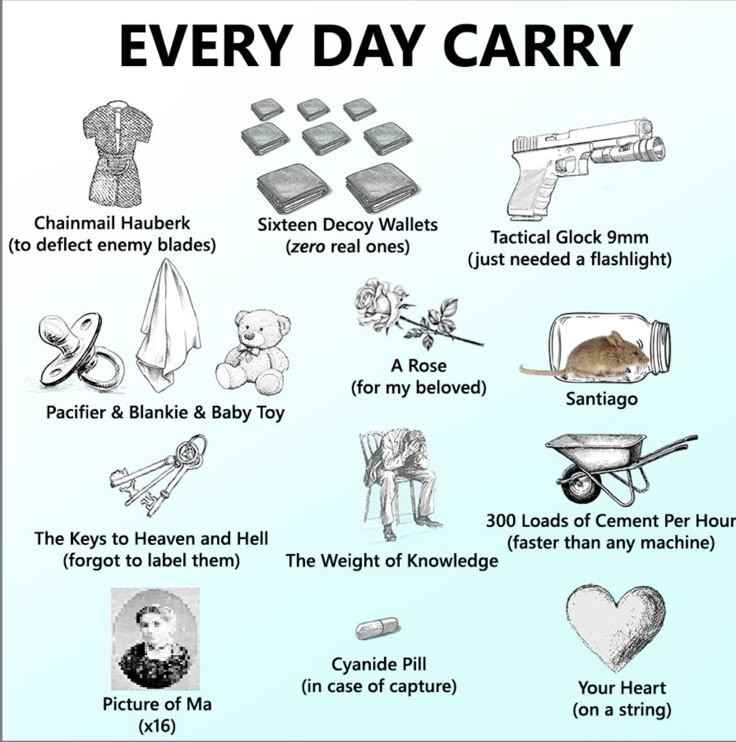 EVERY DAY CARRY
Chainmail Hauberk
(to deflect enemy blades)
Sixteen Decoy Wallets
(zero real ones)
Tactical Glock 9mm
(just needed a flashlight)
Pacifier & Blankie & Baby Toy
A Rose
(for my beloved)
Santiago
The Keys to Heaven and Hell
(forgot to label them)
The Weight of Knowledge
300 Loads of Cement Per Hour
(faster than any machine)
Picture of Ma
(x16)
Cyanide Pill
(in case of capture)
Your Heart
(on a string)